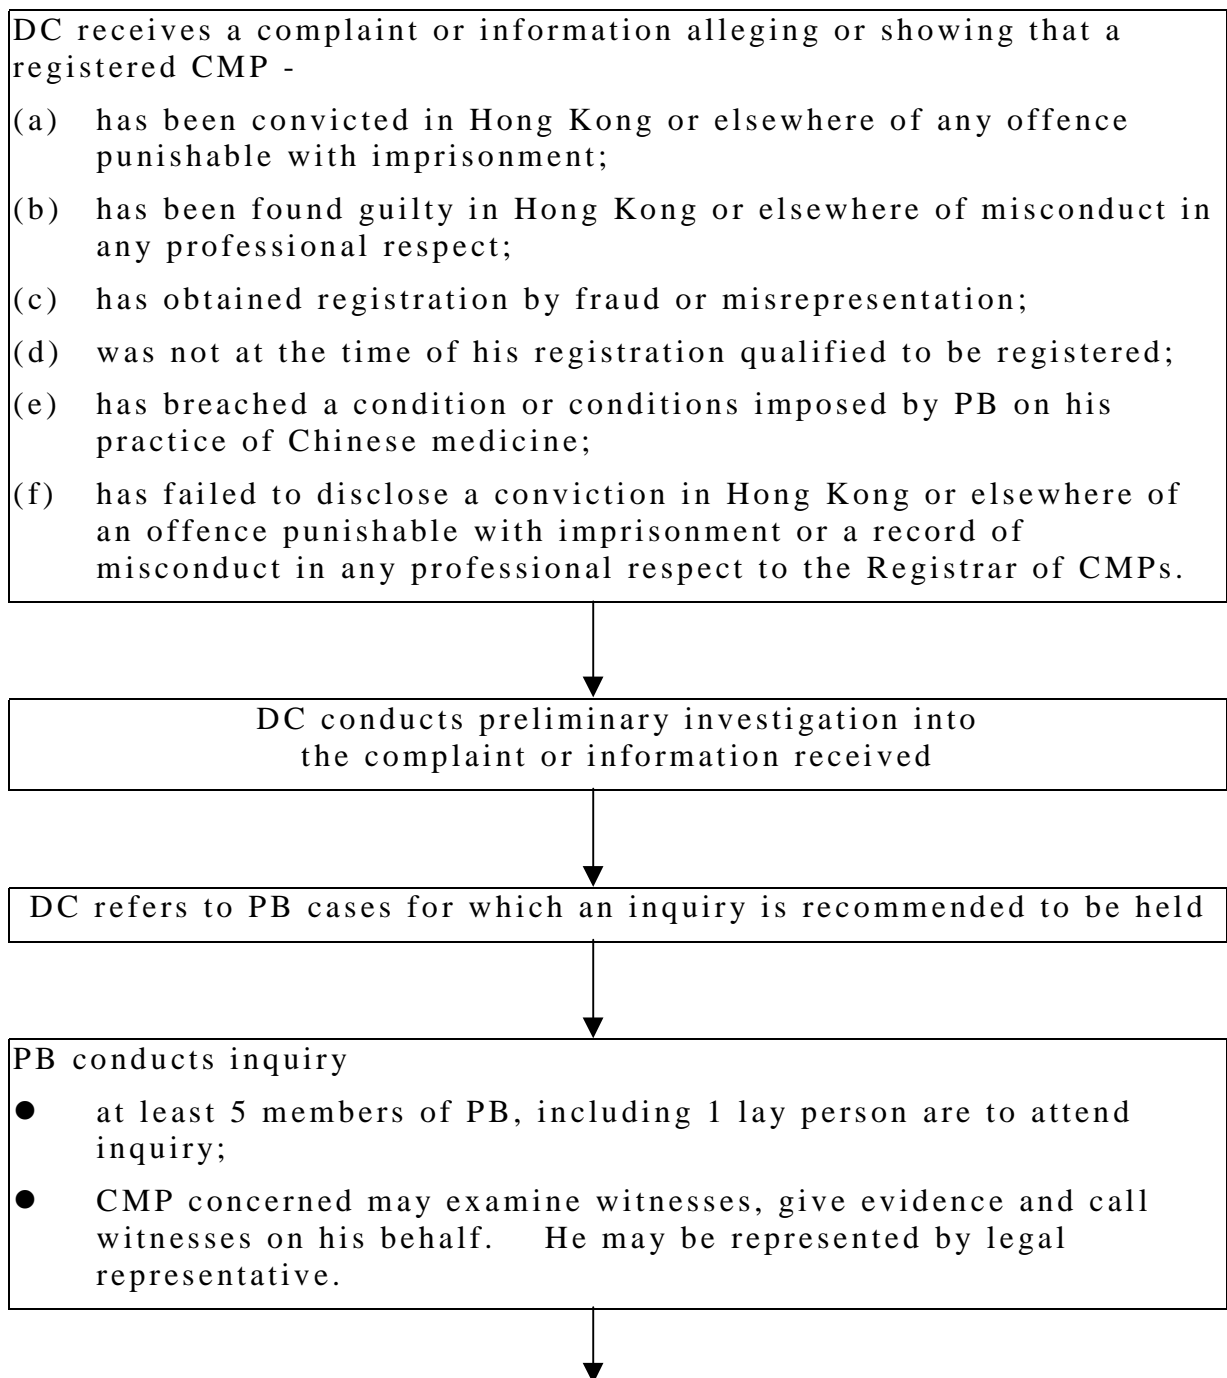 DC receives a complaint or information alleging or showing that a
registered CMP -
(a) has been convicted in Hong Kong or elsewhere of any offence
punishable with imprisonment;
(b) has been found guilty in Hong Kong or elsewhere of misconduct in
any professional respect;
(c) has obtained registration by fraud or misrepresentation;
(d) was not at the time of his registration qualified to be registered;
(e) has breached a condition or conditions imposed by PB on his
practice of Chinese medicine;
(f) has failed to disclose a conviction in Hong Kong or elsewhere of
an offence punishable with imprisonment or a record of
misconduct in any professional respect to the Registrar of CMPs.
DC conducts preliminary investigation into
the complaint or information received
DC refers to PB cases for which an inquiry is recommended to be held
PB conducts inquiry
● at least 5 members of PB, including 1 lay person are to attend
inquiry;
● CMP concerned may examine witnesses, give evidence and call
witnesses on his behalf. He may be represented by legal
representative.